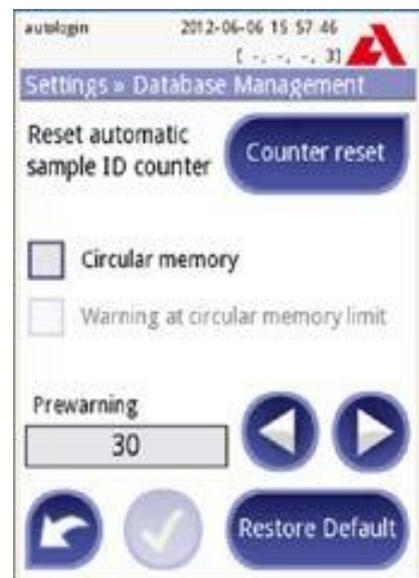 autologin 2012-06-06 15 57 46
[ -, -, -, 3]
Settings » Database Management
Reset automatic
sample ID counter
Counter reset
Circular memory
Warning at circular memory limit
Prewarning
30
Restore Default